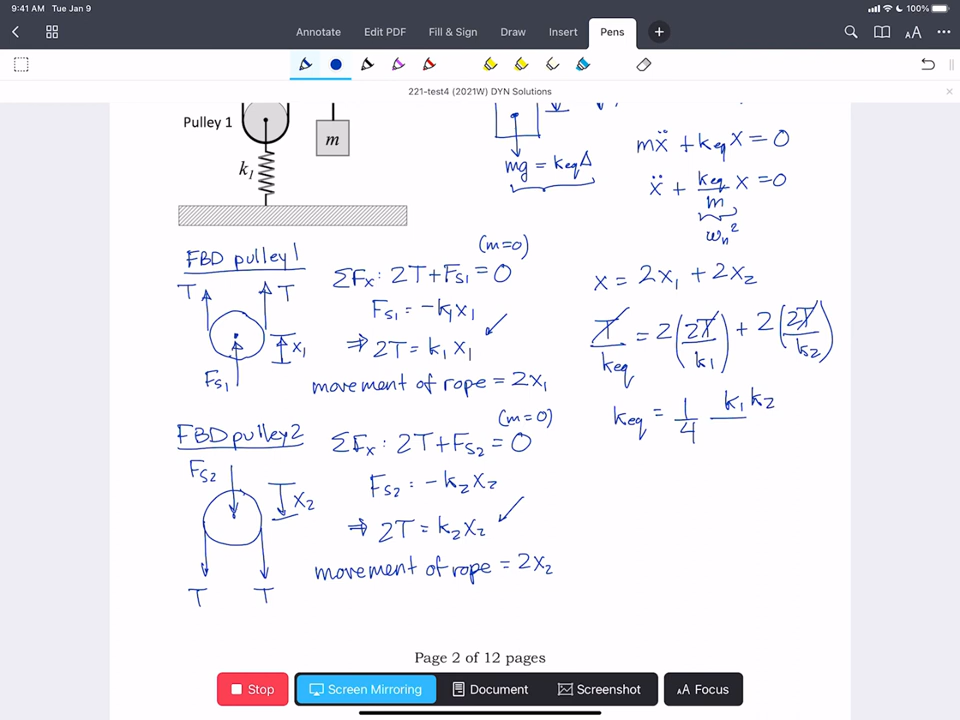 9:41 AM Tue Jan 9
100%
Annotate Edit PDF Fill & Sign Draw Insert Pens +
AA
221-test4 (2021W) DYN Solutions
Pulley 1
m
k₁
mg = keqΔ
mẍ + keq x = 0
ẍ + keq/m x = 0
ωn²
FBD pulley 1
T T
x₁
Fs₁
(m=0)
ΣFx: 2T + Fs₁ = 0
Fs₁ = -k₁x₁
⇒ 2T = k₁x₁
movement of rope = 2x₁
x = 2x₁ + 2x₂
T/keq = 2(2T/k₁) + 2(2T/k₂)
keq = 1/4 k₁k₂
FBD pulley 2
Fs₂
x₂
T T
(m=0)
ΣFx: 2T + Fs₂ = 0
Fs₂ = -k₂x₂
⇒ 2T = k₂x₂
movement of rope = 2x₂
Page 2 of 12 pages
Stop Screen Mirroring Document Screenshot AA Focus